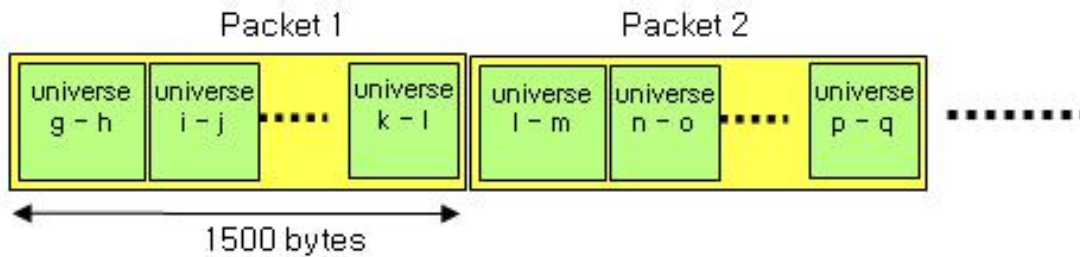 Packet 1
Packet 2
universe
g - h
universe
i - j
universe
k - l
universe
l - m
universe
n - o
universe
p - q
1500 bytes